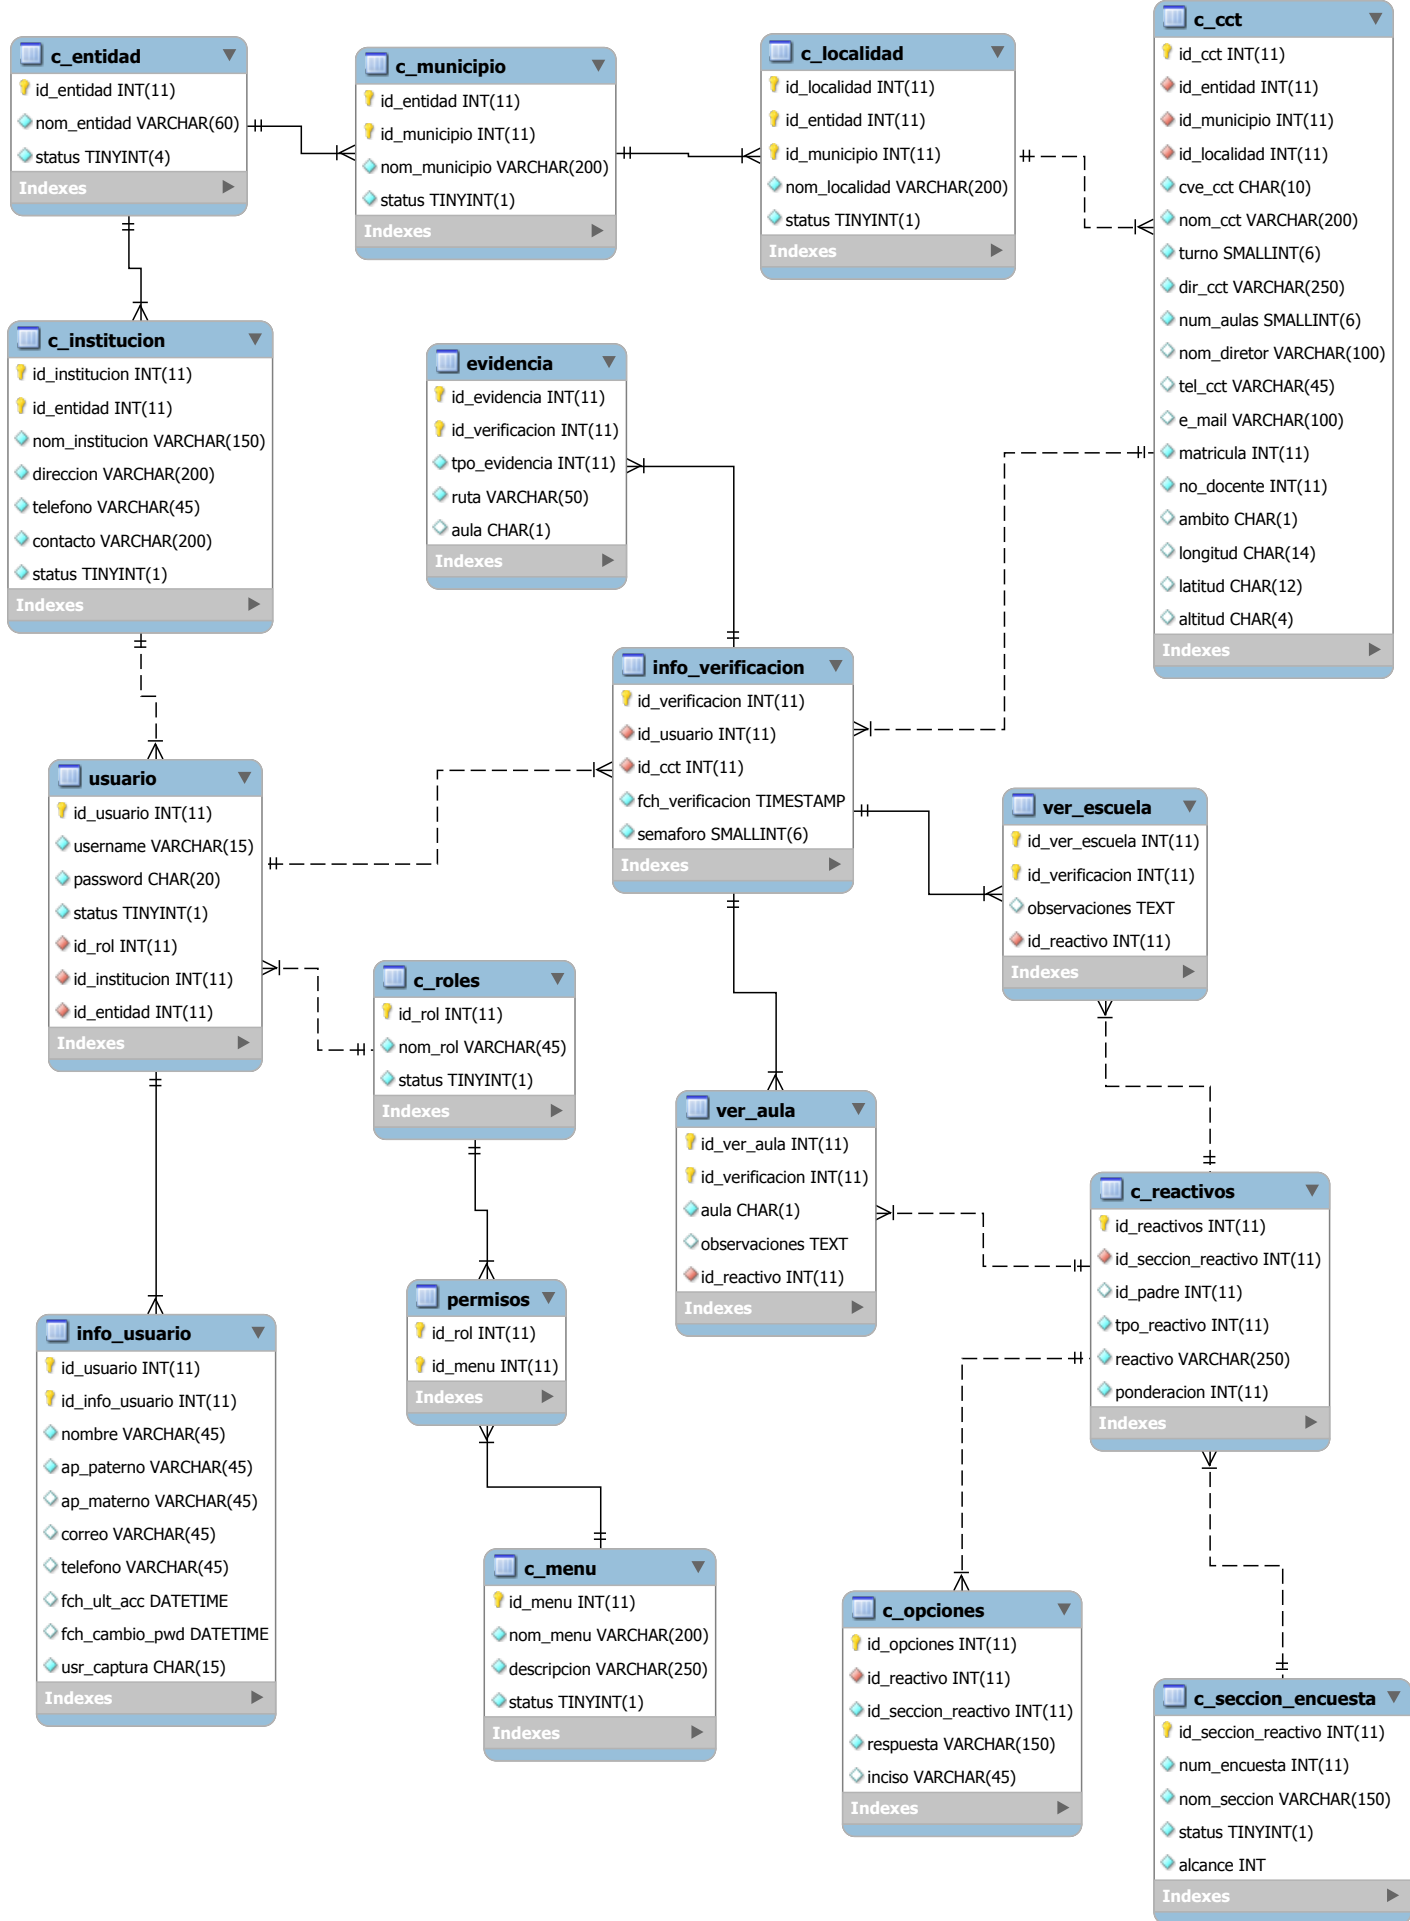 c_entidad
id_entidad INT(11)
nom_entidad VARCHAR(60)
status TINYINT(4)
Indexes
c_municipio
id_entidad INT(11)
id_municipio INT(11)
nom_municipio VARCHAR(200)
status TINYINT(1)
Indexes
c_localidad
id_localidad INT(11)
id_entidad INT(11)
id_municipio INT(11)
nom_localidad VARCHAR(200)
status TINYINT(1)
Indexes
c_cct
id_cct INT(11)
id_entidad INT(11)
id_municipio INT(11)
id_localidad INT(11)
cve_cct CHAR(10)
nom_cct VARCHAR(200)
turno SMALLINT(6)
dir_cct VARCHAR(250)
num_aulas SMALLINT(6)
nom_diretor VARCHAR(100)
tel_cct VARCHAR(45)
e_mail VARCHAR(100)
matricula INT(11)
no_docente INT(11)
ambito CHAR(1)
longitud CHAR(14)
latitud CHAR(12)
altitud CHAR(4)
Indexes
c_institucion
id_institucion INT(11)
id_entidad INT(11)
nom_institucion VARCHAR(150)
direccion VARCHAR(200)
telefono VARCHAR(45)
contacto VARCHAR(200)
status TINYINT(1)
Indexes
evidencia
id_evidencia INT(11)
id_verificacion INT(11)
tpo_evidencia INT(11)
ruta VARCHAR(50)
aula CHAR(1)
Indexes
info_verificacion
id_verificacion INT(11)
id_usuario INT(11)
id_cct INT(11)
fch_verificacion TIMESTAMP
semaforo SMALLINT(6)
Indexes
usuario
id_usuario INT(11)
username VARCHAR(15)
password CHAR(20)
status TINYINT(1)
id_rol INT(11)
id_institucion INT(11)
id_entidad INT(11)
Indexes
ver_escuela
id_ver_escuela INT(11)
id_verificacion INT(11)
observaciones TEXT
id_reactivo INT(11)
Indexes
c_roles
id_rol INT(11)
nom_rol VARCHAR(45)
status TINYINT(1)
Indexes
ver_aula
id_ver_aula INT(11)
id_verificacion INT(11)
aula CHAR(1)
observaciones TEXT
id_reactivo INT(11)
Indexes
c_reactivos
id_reactivos INT(11)
id_seccion_reactivo INT(11)
id_padre INT(11)
tpo_reactivo INT(11)
reactivo VARCHAR(250)
ponderacion INT(11)
Indexes
permisos
id_rol INT(11)
id_menu INT(11)
Indexes
info_usuario
id_usuario INT(11)
id_info_usuario INT(11)
nombre VARCHAR(45)
ap_paterno VARCHAR(45)
ap_materno VARCHAR(45)
correo VARCHAR(45)
telefono VARCHAR(45)
fch_ult_acc DATETIME
fch_cambio_pwd DATETIME
usr_captura CHAR(15)
Indexes
c_menu
id_menu INT(11)
nom_menu VARCHAR(200)
descripcion VARCHAR(250)
status TINYINT(1)
Indexes
c_opciones
id_opciones INT(11)
id_reactivo INT(11)
id_seccion_reactivo INT(11)
respuesta VARCHAR(150)
inciso VARCHAR(45)
Indexes
c_seccion_encuesta
id_seccion_reactivo INT(11)
num_encuesta INT(11)
nom_seccion VARCHAR(150)
status TINYINT(1)
alcance INT
Indexes